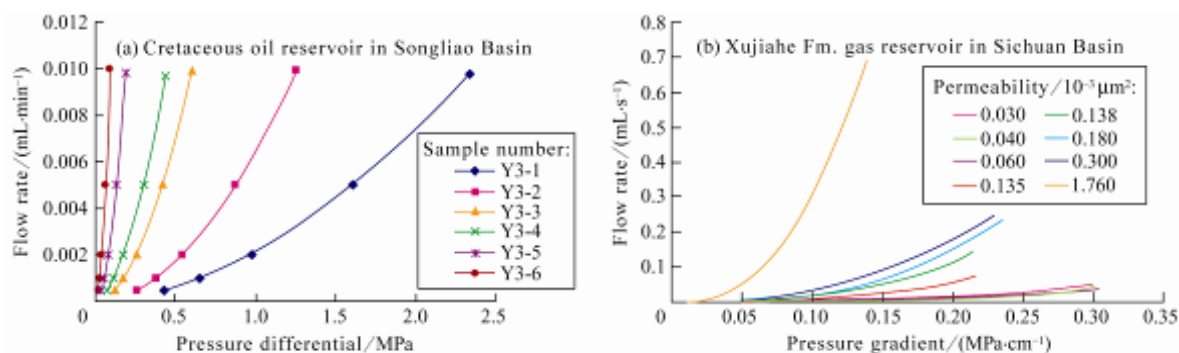 (a) Cretaceous oil reservoir in Songliao Basin
Flow rate/(mL·min⁻¹)
0.012
0.010
0.008
0.006
0.004
0.002
0
0.5
1.0
1.5
2.0
2.5
Pressure differential/MPa
Sample number:
Y3-1
Y3-2
Y3-3
Y3-4
Y3-5
Y3-6
(b) Xujiahe Fm. gas reservoir in Sichuan Basin
Flow rate/(mL·s⁻¹)
0.8
0.7
0.6
0.5
0.4
0.3
0.2
0.1
0
0.05
0.10
0.15
0.20
0.25
0.30
0.35
Pressure gradient/(MPa·cm⁻¹)
Permeability/10⁻³μm²:
0.030 0.138
0.040 0.180
0.060 0.300
0.135 1.760